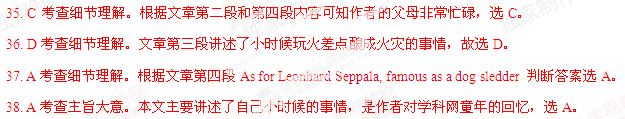 35. C 考查细节理解。根据文章第二段和第四段内容可知作者的父母非常忙碌，选 C。
36. D 考查细节理解。文章第三段讲述了小时候玩火差点酿成火灾的事情，故选 D。
37. A 考查细节理解。根据文章第四段 As for Leonhard Seppala, famous as a dog sledder 判断答案选 A。
38. A 考查主旨大意。本文主要讲述了自己小时候的事情，是作者对学科网童年的回忆，选 A。